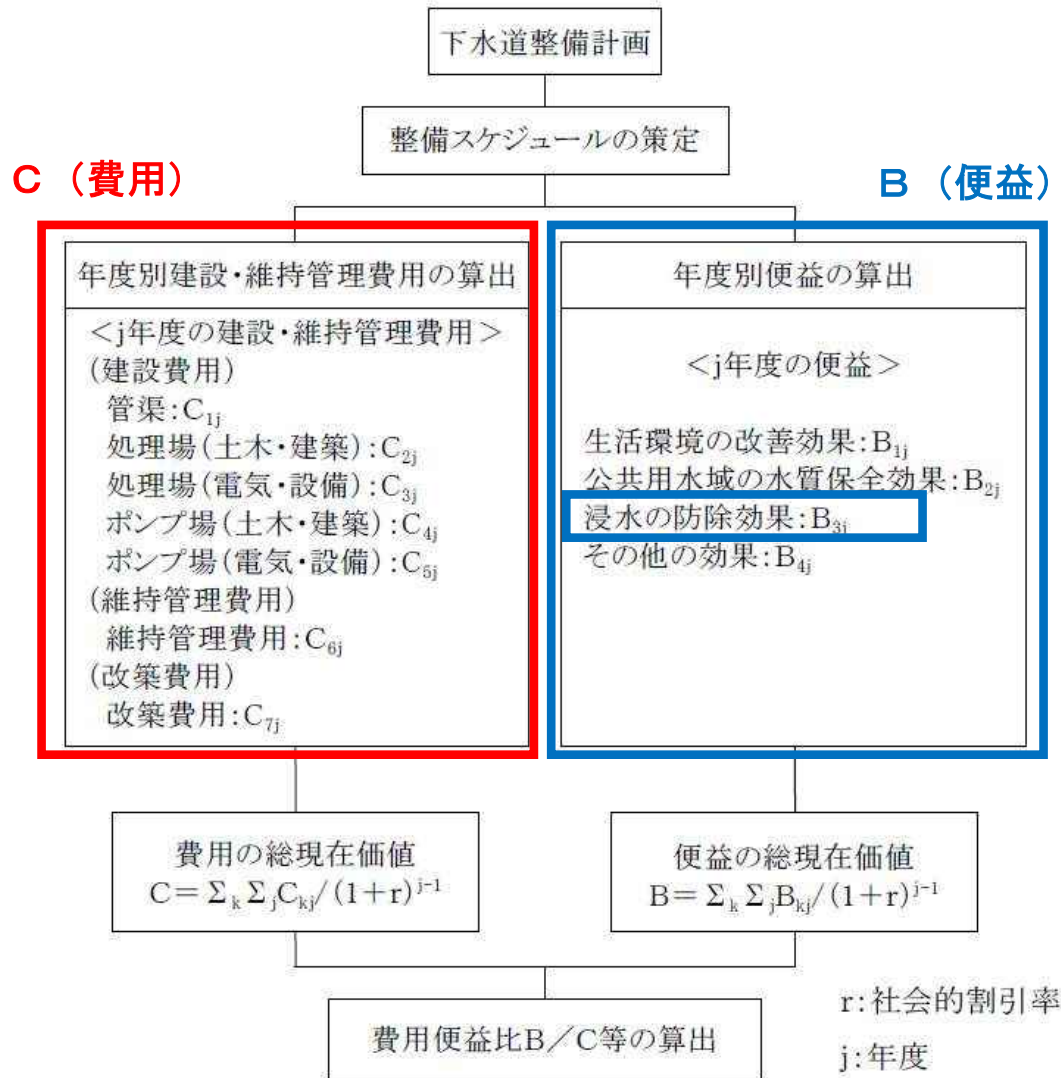 下水道整備計画
整備スケジュールの策定
C（費用）
B（便益）
年度別建設・維持管理費用の算出
<j年度の建設・維持管理費用>
(建設費用)
管渠:C₁ⱼ
処理場(土木・建築):C₂ⱼ
処理場(電気・設備):C₃ⱼ
ポンプ場(土木・建築):C₄ⱼ
ポンプ場(電気・設備):C₅ⱼ
(維持管理費用)
維持管理費用:C₆ⱼ
(改築費用)
改築費用:C₇ⱼ
年度別便益の算出
<j年度の便益>
生活環境の改善効果:B₁ⱼ
公共用水域の水質保全効果:B₂ⱼ
浸水の防除効果:B₃ⱼ
その他の効果:B₄ⱼ
費用の総現在価値
C=Σₖ ΣⱼCₖⱼ/(1+r)ʲ⁻¹
便益の総現在価値
B=Σₖ ΣⱼBₖⱼ/(1+r)ʲ⁻¹
費用便益比B／C等の算出
r:社会的割引率
j:年度